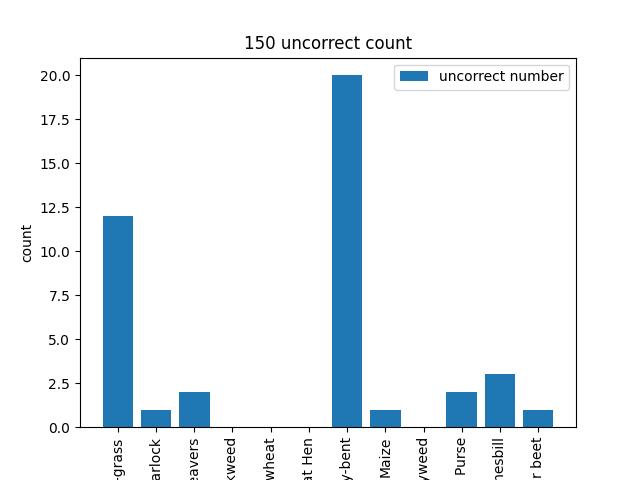 150 uncorrect count
uncorrect number
20.0
17.5
15.0
12.5
10.0
7.5
5.0
2.5
0.0
count
-grass
arlock
eavers
kweed
wheat
at Hen
y-bent
Maize
yweed
Purse
nesbill
r beet